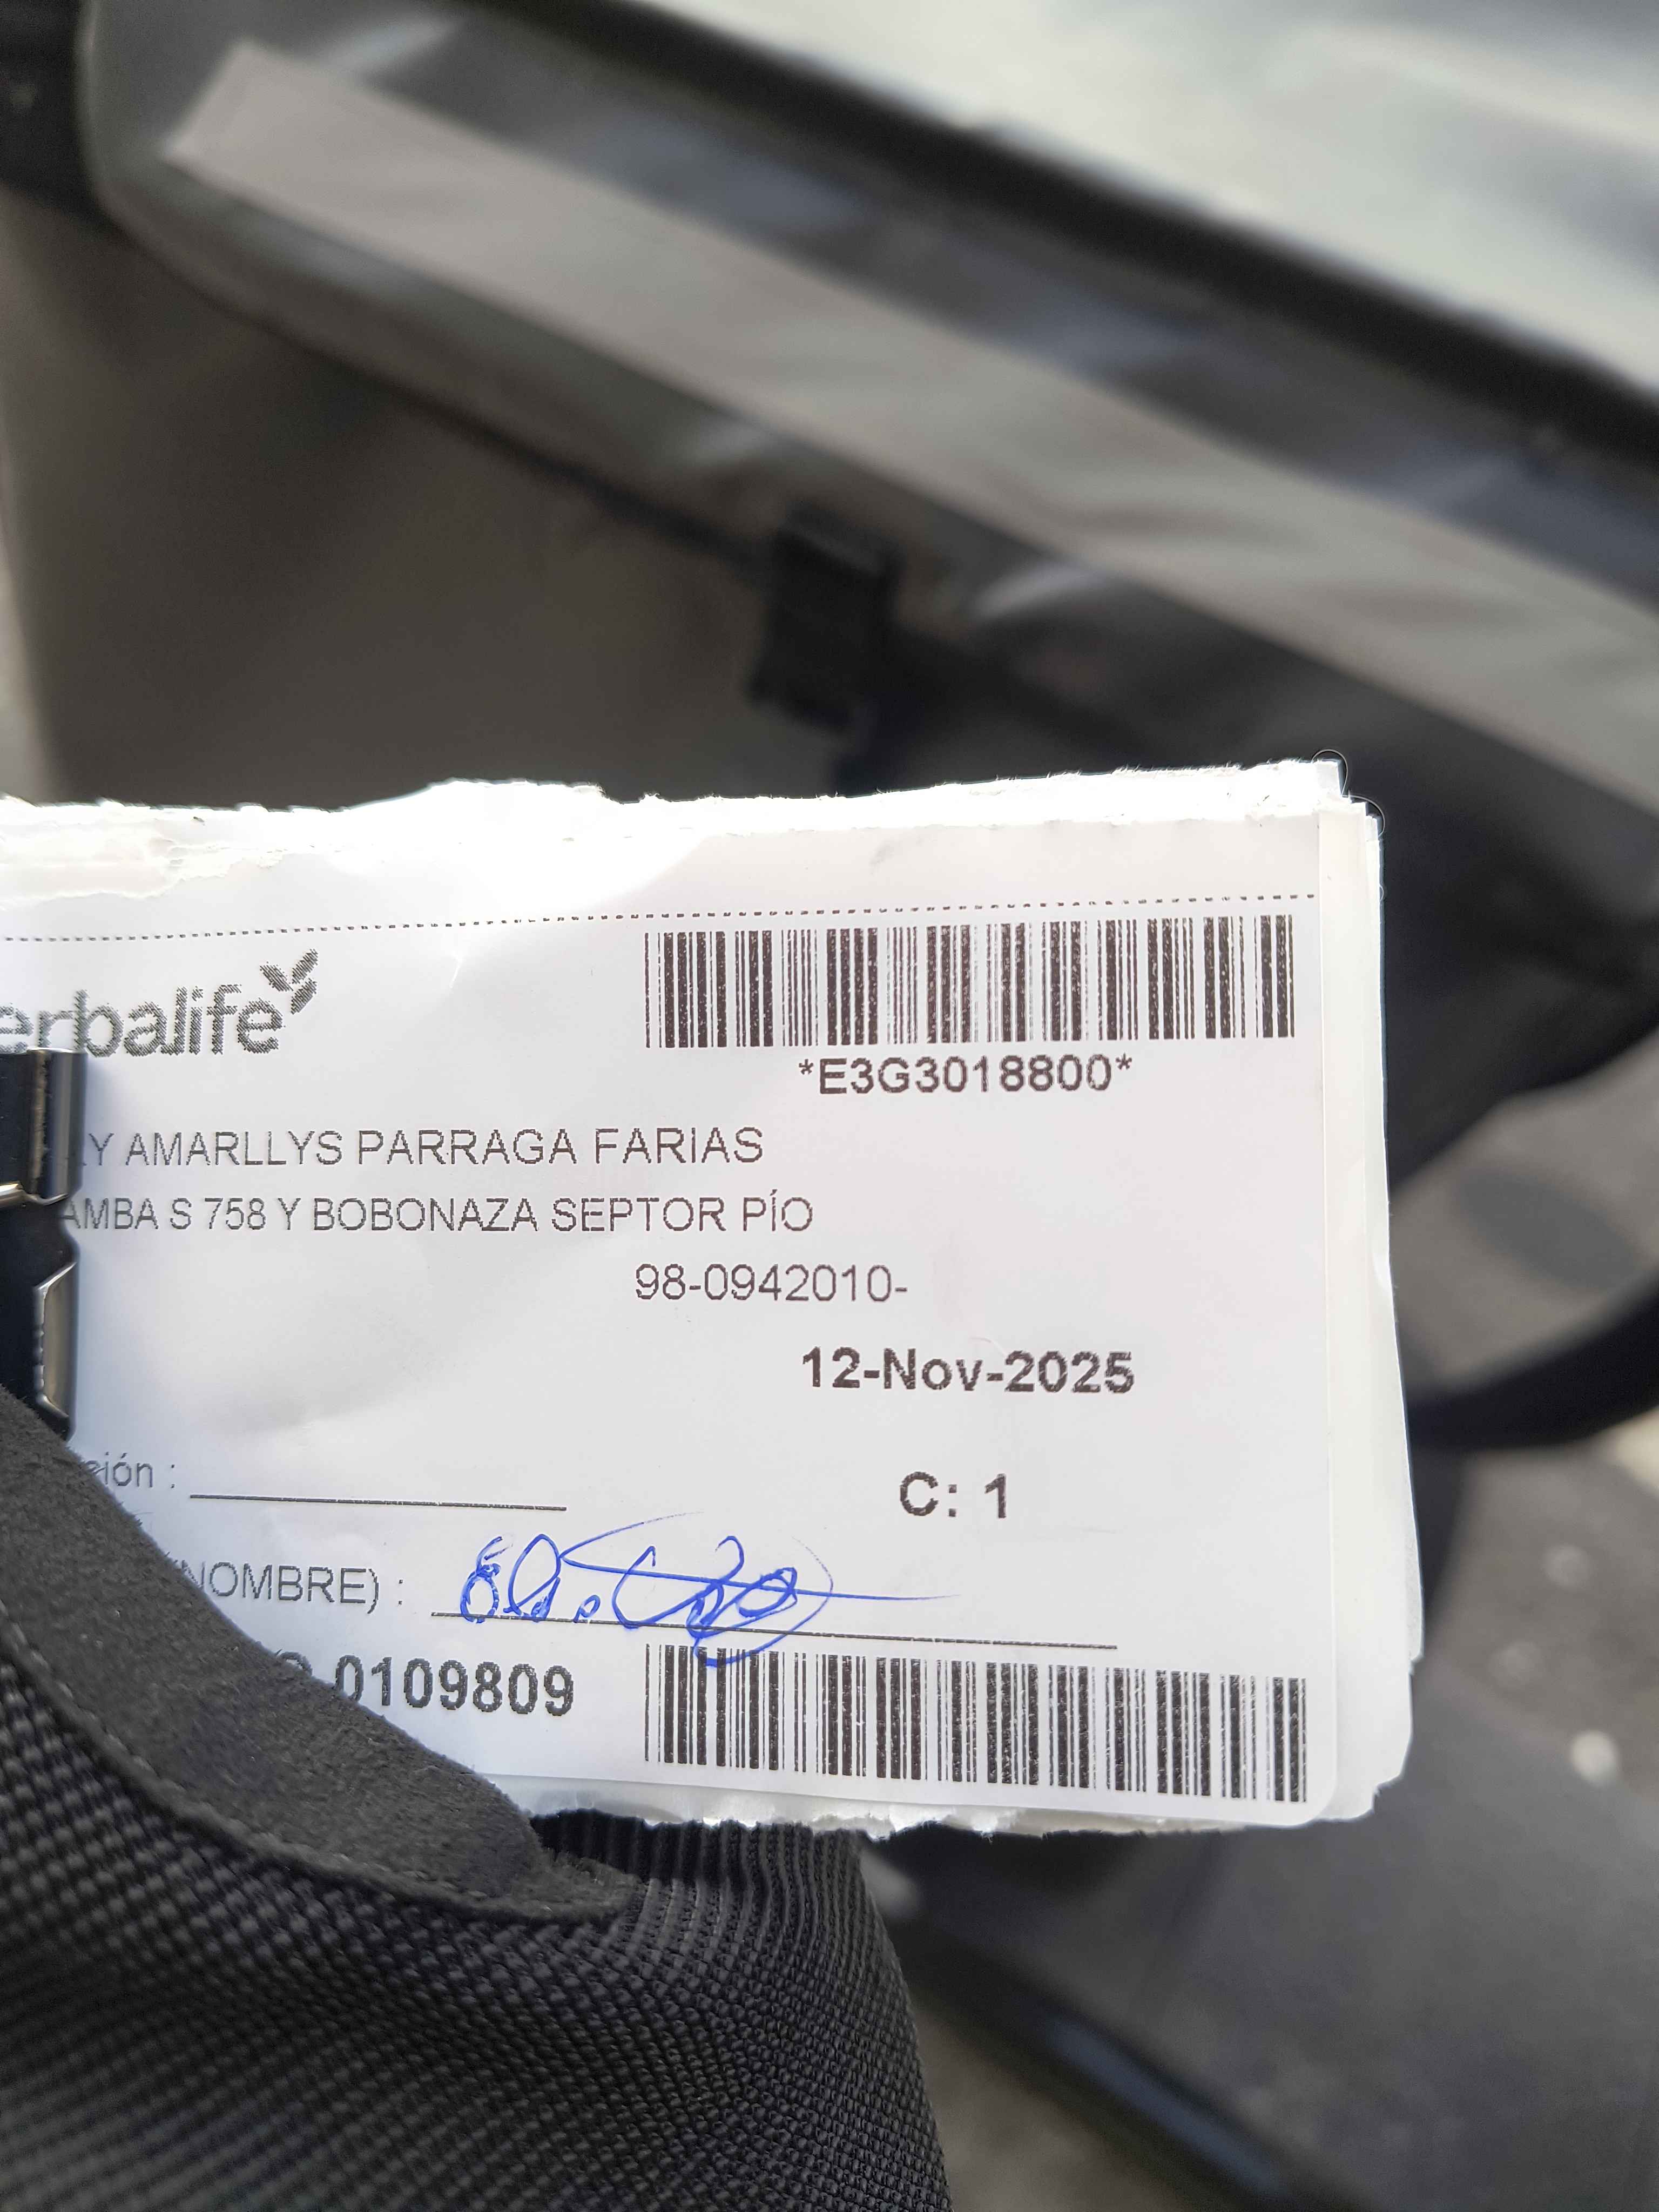 erbalife
*E3G3018800*
Y AMARLLYS PARRAGA FARIAS
AMBA S 758 Y BOBONAZA SEPTOR PÍO
98-0942010-
12-Nov-2025
ción :
C: 1
(NOMBRE) :
0109809